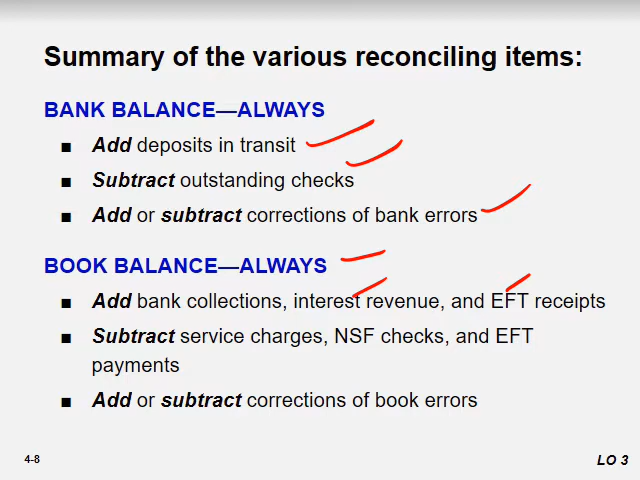 Summary of the various reconciling items:
BANK BALANCE—ALWAYS
■ Add deposits in transit
■ Subtract outstanding checks
■ Add or subtract corrections of bank errors
BOOK BALANCE—ALWAYS
■ Add bank collections, interest revenue, and EFT receipts
■ Subtract service charges, NSF checks, and EFT
payments
■ Add or subtract corrections of book errors
4-8
LO 3